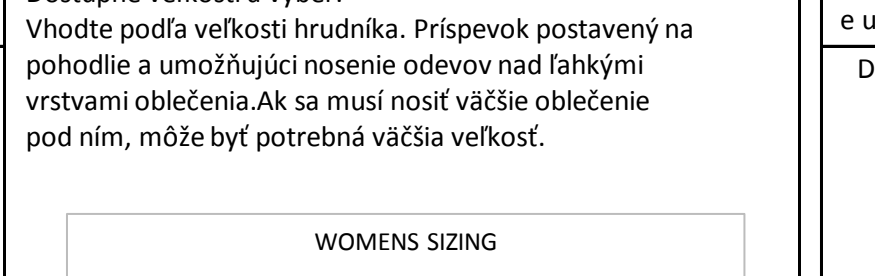 Vhodte podľa veľkosti hrudníka. Príspevok postavený na
pohodlie a umožňujúci nosenie odevov nad ľahkými
vrstvami oblečenia.Ak sa musí nosiť väčšie oblečenie
pod ním, môže byť potrebná väčšia veľkosť.
WOMENS SIZING
e u
D